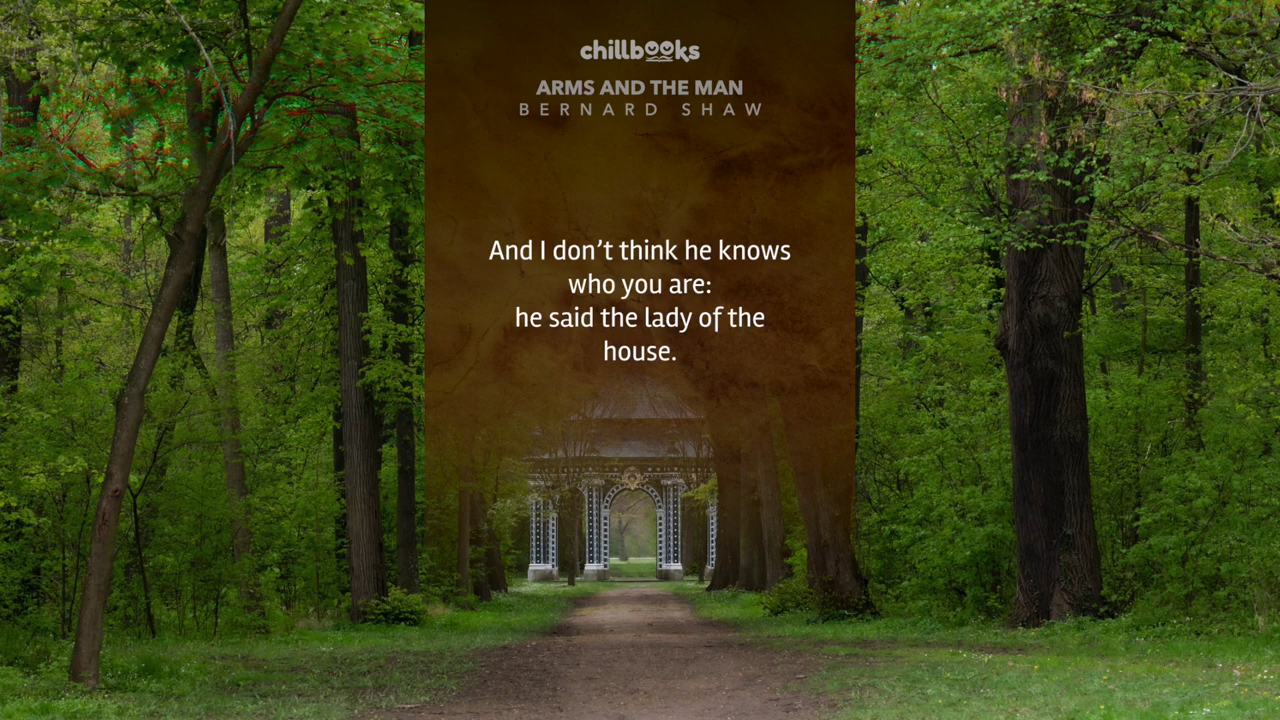 chillbooks
ARMS AND THE MAN
BERNARD SHAW
And I don’t think he knows
who you are:
he said the lady of the
house.